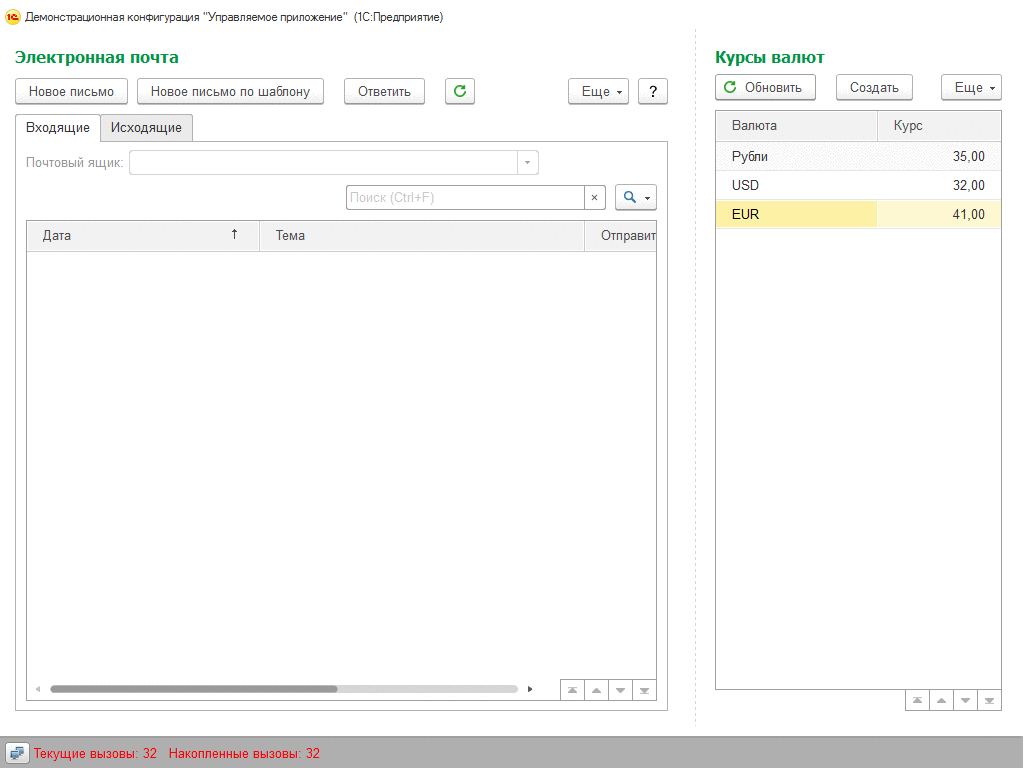 Демонстрационная конфигурация "Управляемое приложение" (1С:Предприятие)
Электронная почта
Новое письмо
Новое письмо по шаблону
Ответить
Еще
?
Входящие
Исходящие
Почтовый ящик:
Поиск (Ctrl+F)
Дата
Тема
Отправит
Курсы валют
Обновить
Создать
Еще
Валюта Курс
Рубли 35,00
USD 32,00
EUR 41,00
Текущие вызовы: 32 Накопленные вызовы: 32